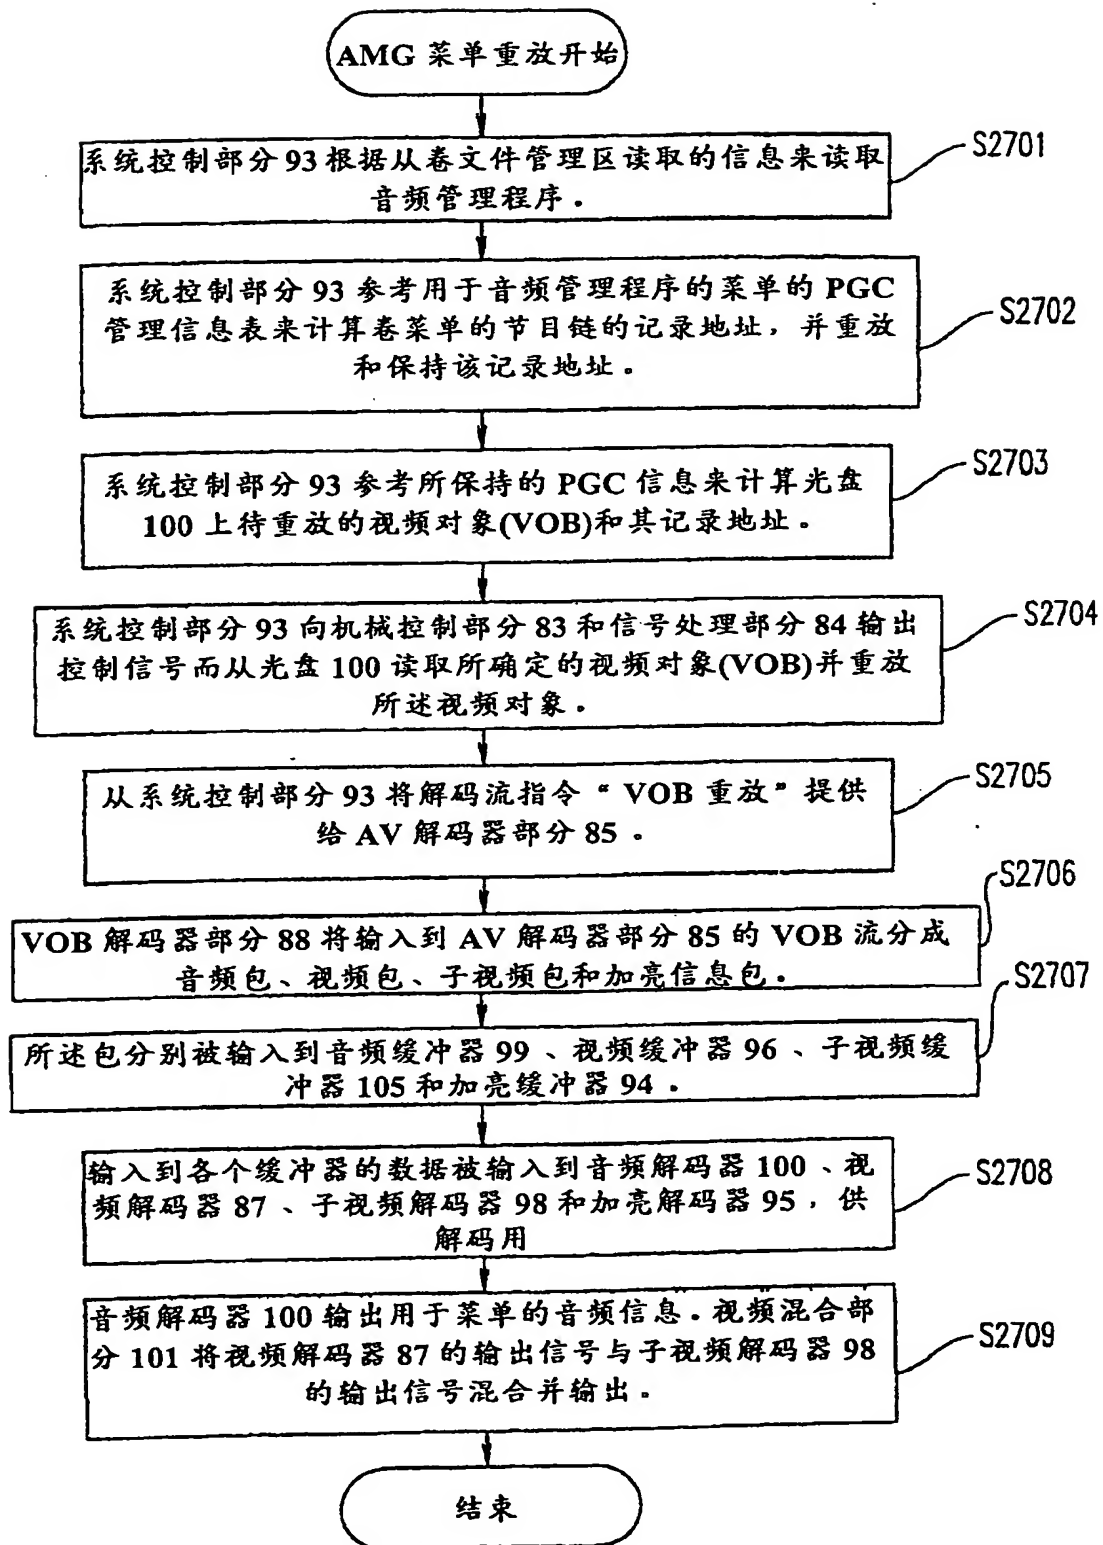 AMG 菜单重放开始
系统控制部分 93 根据从卷文件管理区读取的信息来读取
音频管理程序。
S2701
系统控制部分 93 参考用于音频管理程序的菜单的 PGC
管理信息表来计算卷菜单的节目链的记录地址，并重放
和保持该记录地址。
S2702
系统控制部分 93 参考所保持的 PGC 信息来计算光盘
100 上待重放的视频对象(VOB)和其记录地址。
S2703
系统控制部分 93 向机械控制部分 83 和信号处理部分 84 输出
控制信号而从光盘 100 读取所确定的视频对象(VOB)并重放
所述视频对象。
S2704
从系统控制部分 93 将解码流指令“VOB 重放”提供
给 AV 解码器部分 85 。
S2705
VOB 解码器部分 88 将输入到 AV 解码器部分 85 的 VOB 流分成
音频包、视频包、子视频包和加亮信息包。
S2706
所述包分别被输入到音频缓冲器 99 、视频缓冲器 96 、子视频缓
冲器 105 和加亮缓冲器 94 。
S2707
输入到各个缓冲器的数据被输入到音频解码器 100 、视
频解码器 87 、子视频解码器 98 和加亮解码器 95 ，供
解码用
S2708
音频解码器 100 输出用于菜单的音频信息。视频混合部
分 101 将视频解码器 87 的输出信号与子视频解码器 98
的输出信号混合并输出。
S2709
结束